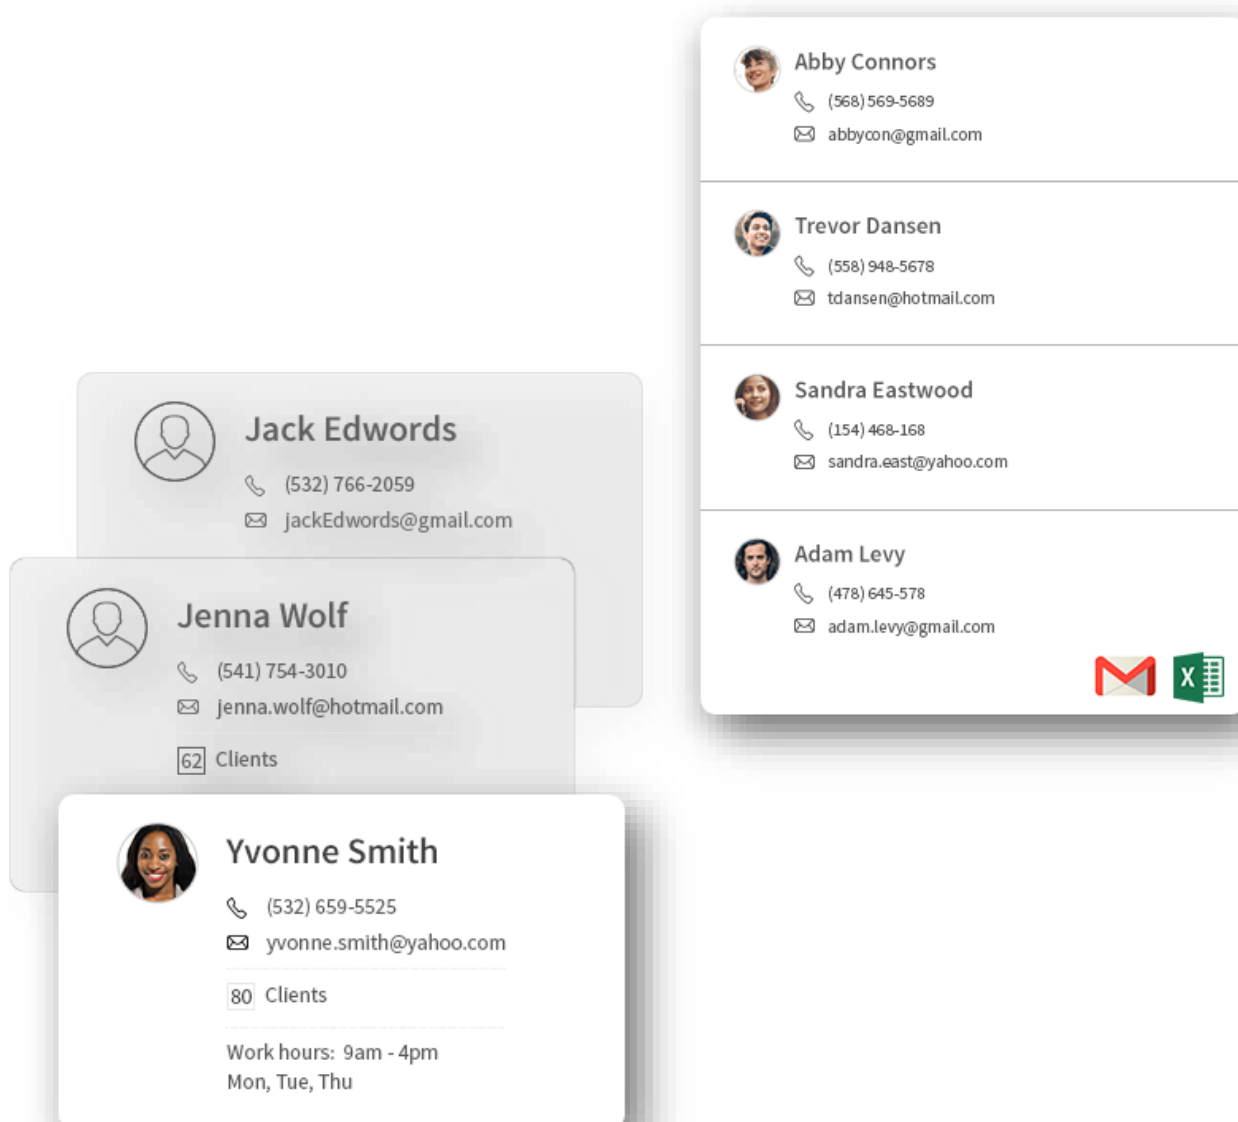 Abby Connors
(568) 569-5689
abbycon@gmail.com
Trevor Dansen
(558) 948-5678
tdansen@hotmail.com
Sandra Eastwood
(154) 468-168
sandra.east@yahoo.com
Adam Levy
(478) 645-578
adam.levy@gmail.com
X
Jack Edwords
(532) 766-2059
jackEdwords@gmail.com
Jenna Wolf
(541) 754-3010
jenna.wolf@hotmail.com
62 Clients
Yvonne Smith
(532) 659-5525
yvonne.smith@yahoo.com
80 Clients
Work hours: 9am - 4pm
Mon, Tue, Thu